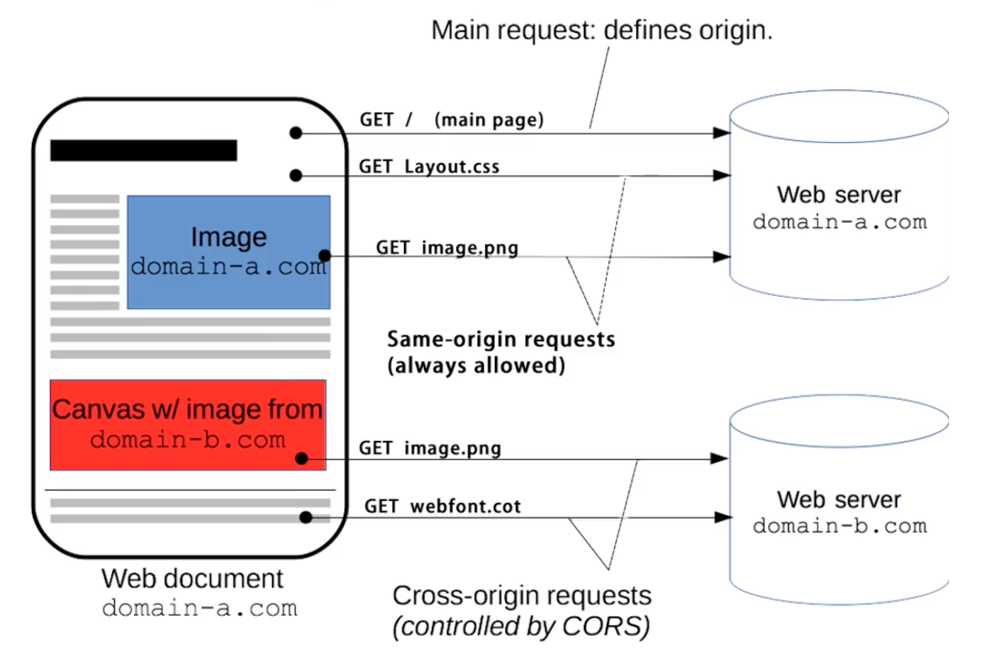 Main request: defines origin.
GET / (main page)
GET Layout.css
Web server
domain-a.com
Image
domain-a.com
GET image.png
Same-origin requests
(always allowed)
Canvas w/ image from
domain-b.com
GET image.png
GET webfont.cot
Web server
domain-b.com
Web document
domain-a.com
Cross-origin requests
(controlled by CORS)